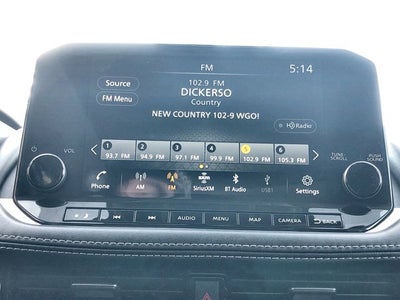 FM
5:14
Source
102.9 FM
DICKERSO
Country
FM Menu
NEW COUNTRY 102-9 WGO!
HD Radio
VOL
TUNE
SCROLL
PUSH
SOUND
1 2 3 4 5 6
93.7 FM 94.9 FM 97.1 FM 99.9 FM 102.9 FM 105.3 FM
Phone AM FM SiriusXM BT Audio USB1 Settings
AUDIO MENU MAP CAMERA BACK